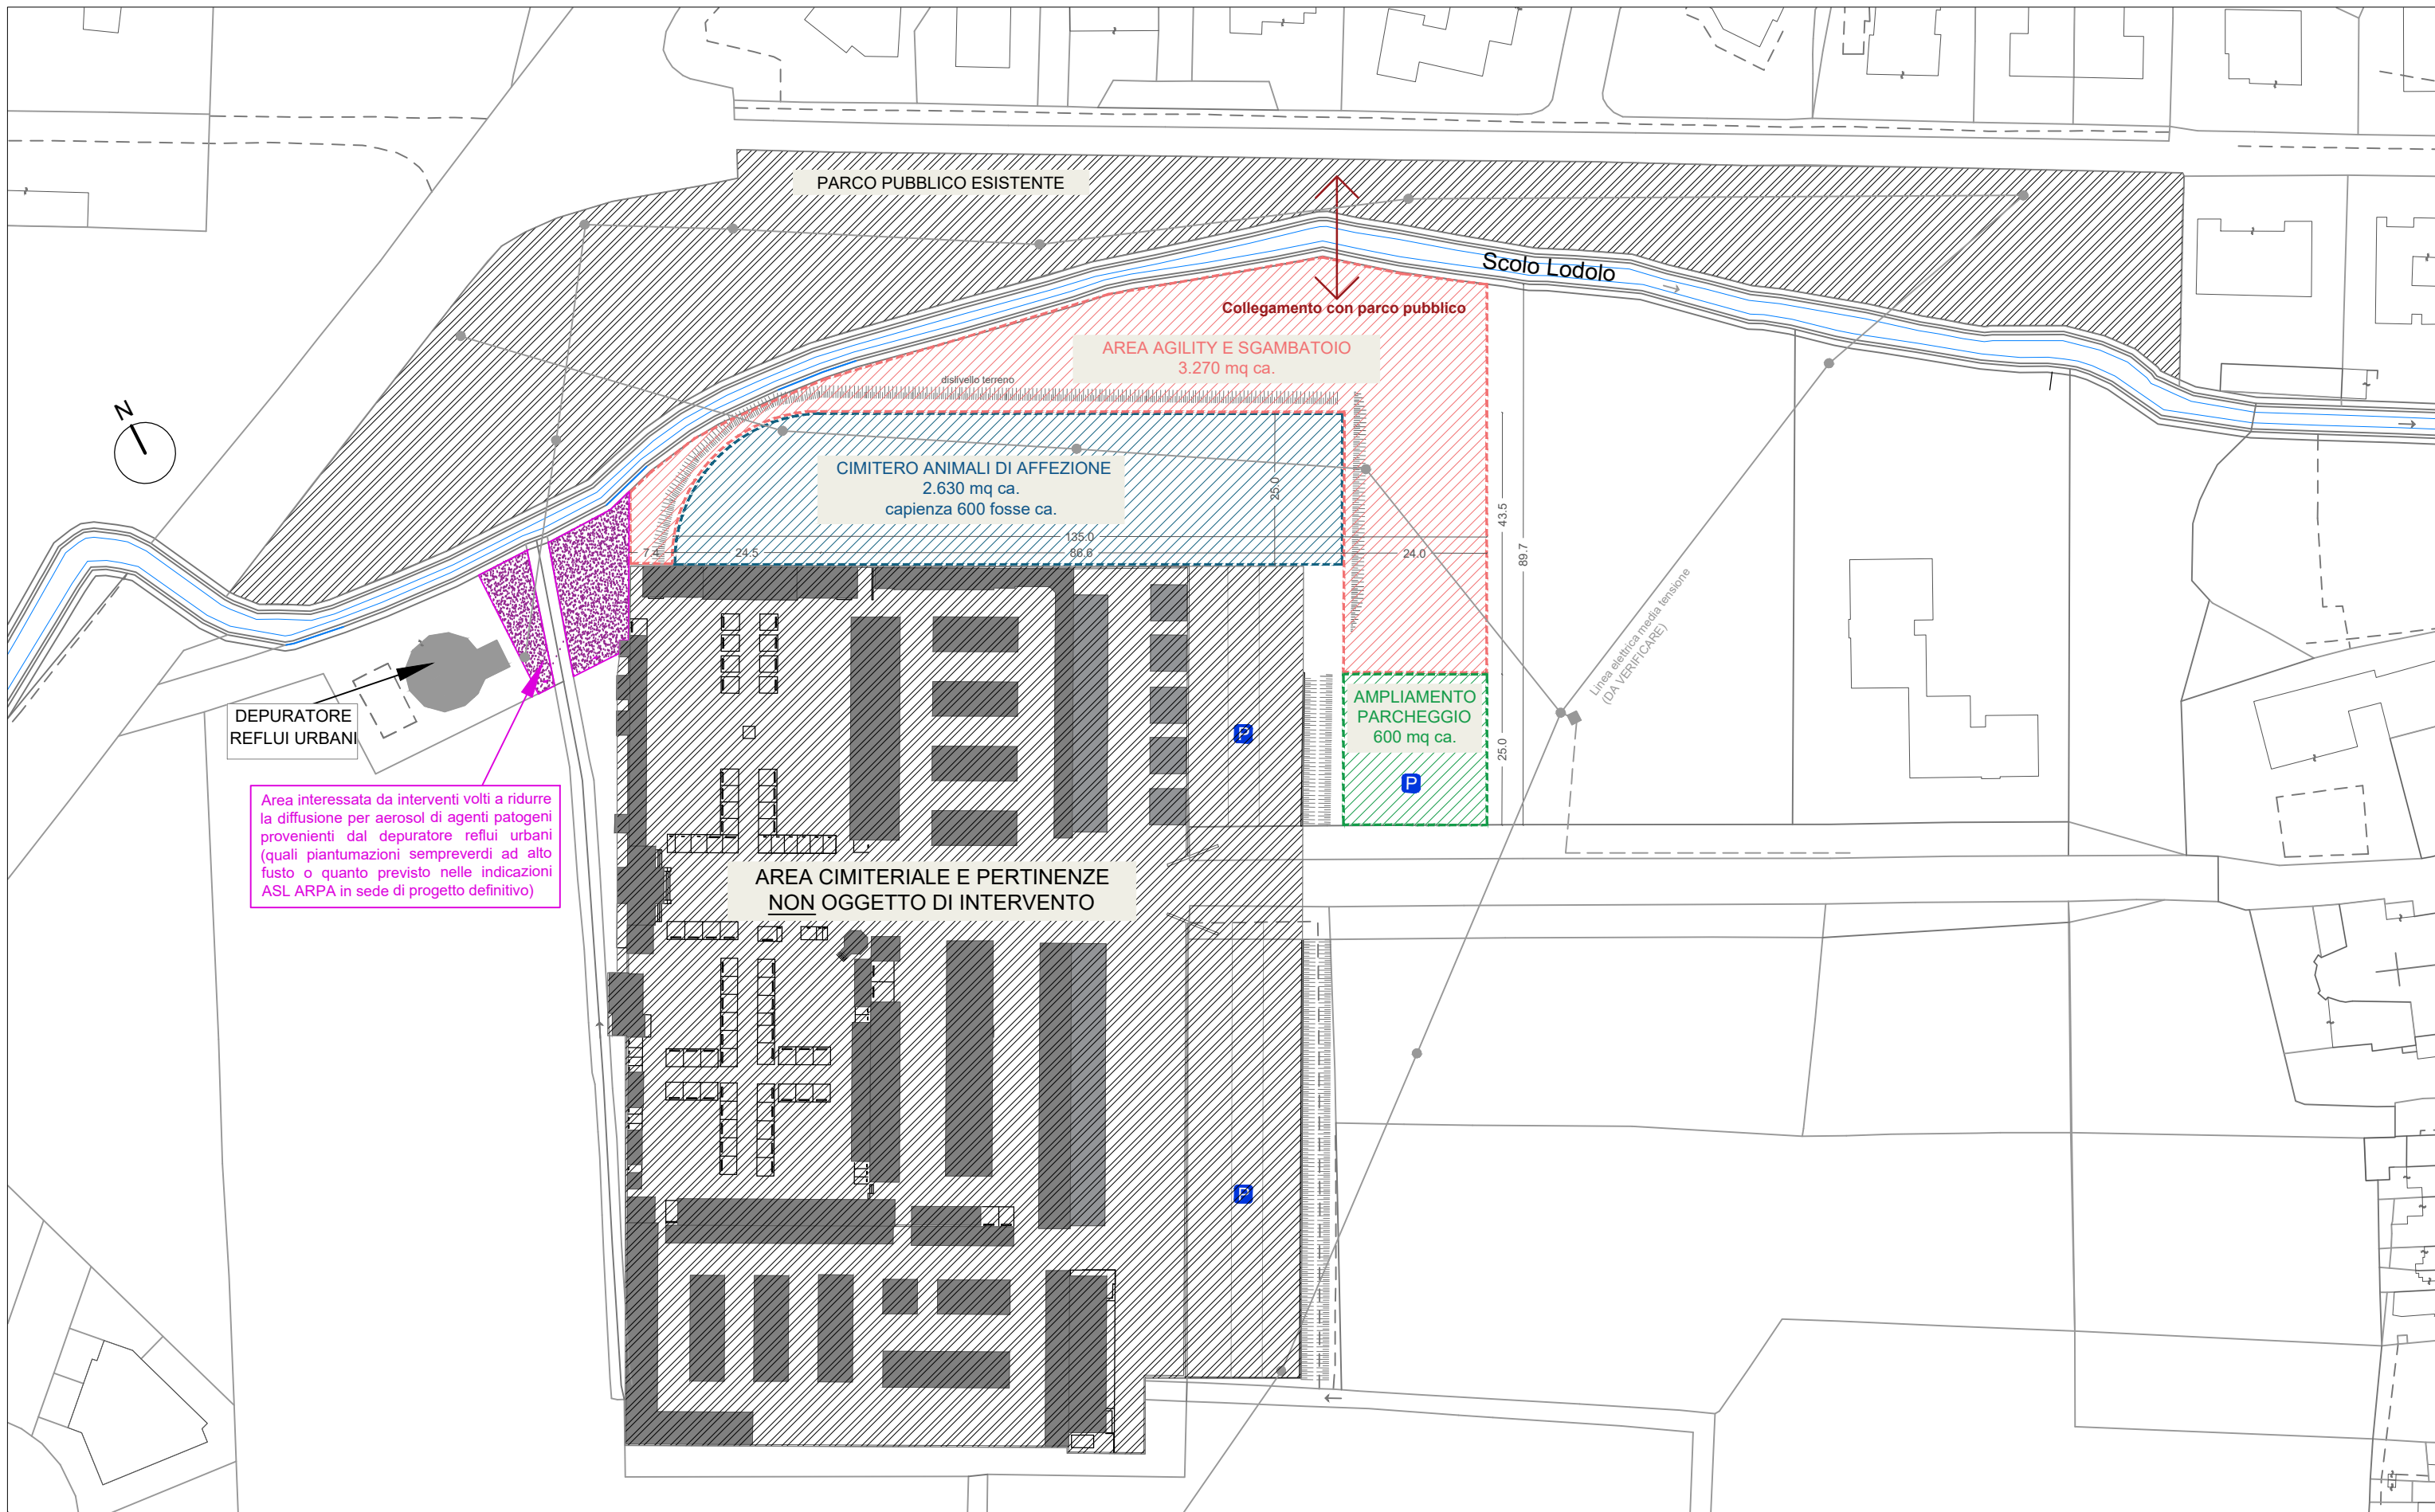 PARCO PUBBLICO ESISTENTE
Scolo Lodolo
Collegamento con parco pubblico
AREA AGILITY E SGAMBATOIO
3.270 mq ca.
dislivello terreno
N
CIMITERO ANIMALI DI AFFEZIONE
2.630 mq ca.
capienza 600 fosse ca.
25.0
43.5
89.7
135.0
7.4
24.5
86.6
24.0
Linea elettrica media tensione
(DA VERIFICARE)
AMPLIAMENTO
PARCHEGGIO
600 mq ca.
25.0
P
P
DEPURATORE
REFLUI URBANI
Area interessata da interventi volti a ridurre
la diffusione per aerosol di agenti patogeni
provenienti dal depuratore reflui urbani
(quali piantumazioni sempreverdi ad alto
fusto o quanto previsto nelle indicazioni
ASL ARPA in sede di progetto definitivo)
AREA CIMITERIALE E PERTINENZE
NON OGGETTO DI INTERVENTO
P